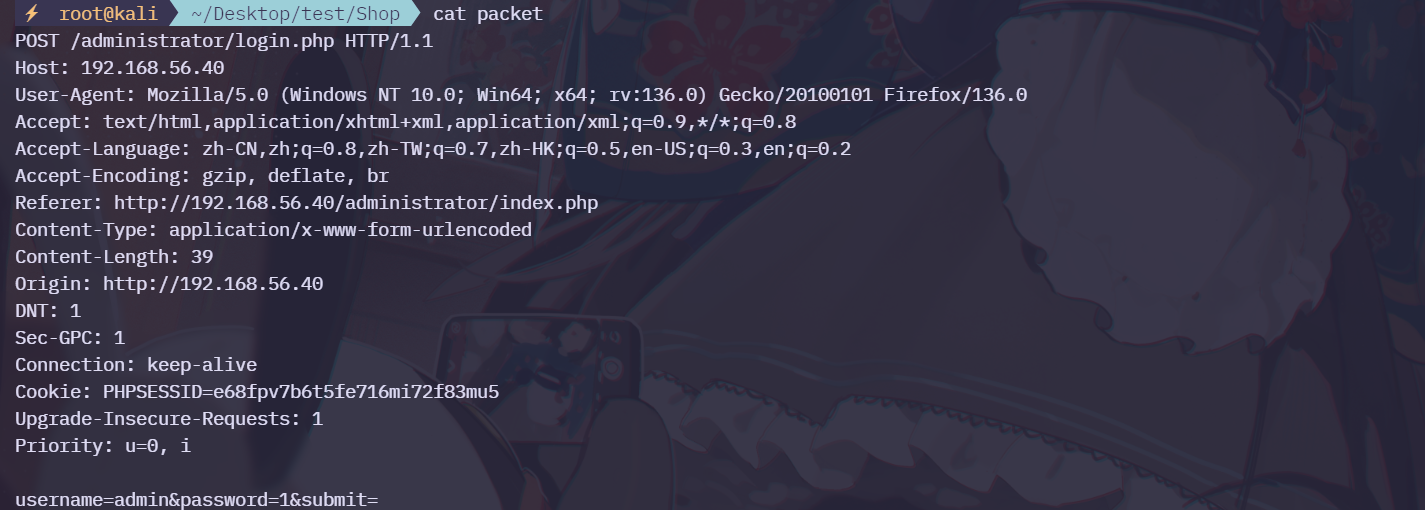 ⚡ root@kali ~/Desktop/test/Shop cat packet
POST /administrator/login.php HTTP/1.1
Host: 192.168.56.40
User-Agent: Mozilla/5.0 (Windows NT 10.0; Win64; x64; rv:136.0) Gecko/20100101 Firefox/136.0
Accept: text/html,application/xhtml+xml,application/xml;q=0.9,*/*;q=0.8
Accept-Language: zh-CN,zh;q=0.8,zh-TW;q=0.7,zh-HK;q=0.5,en-US;q=0.3,en;q=0.2
Accept-Encoding: gzip, deflate, br
Referer: http://192.168.56.40/administrator/index.php
Content-Type: application/x-www-form-urlencoded
Content-Length: 39
Origin: http://192.168.56.40
DNT: 1
Sec-GPC: 1
Connection: keep-alive
Cookie: PHPSESSID=e68fpv7b6t5fe716mi72f83mu5
Upgrade-Insecure-Requests: 1
Priority: u=0, i
username=admin&password=1&submit=